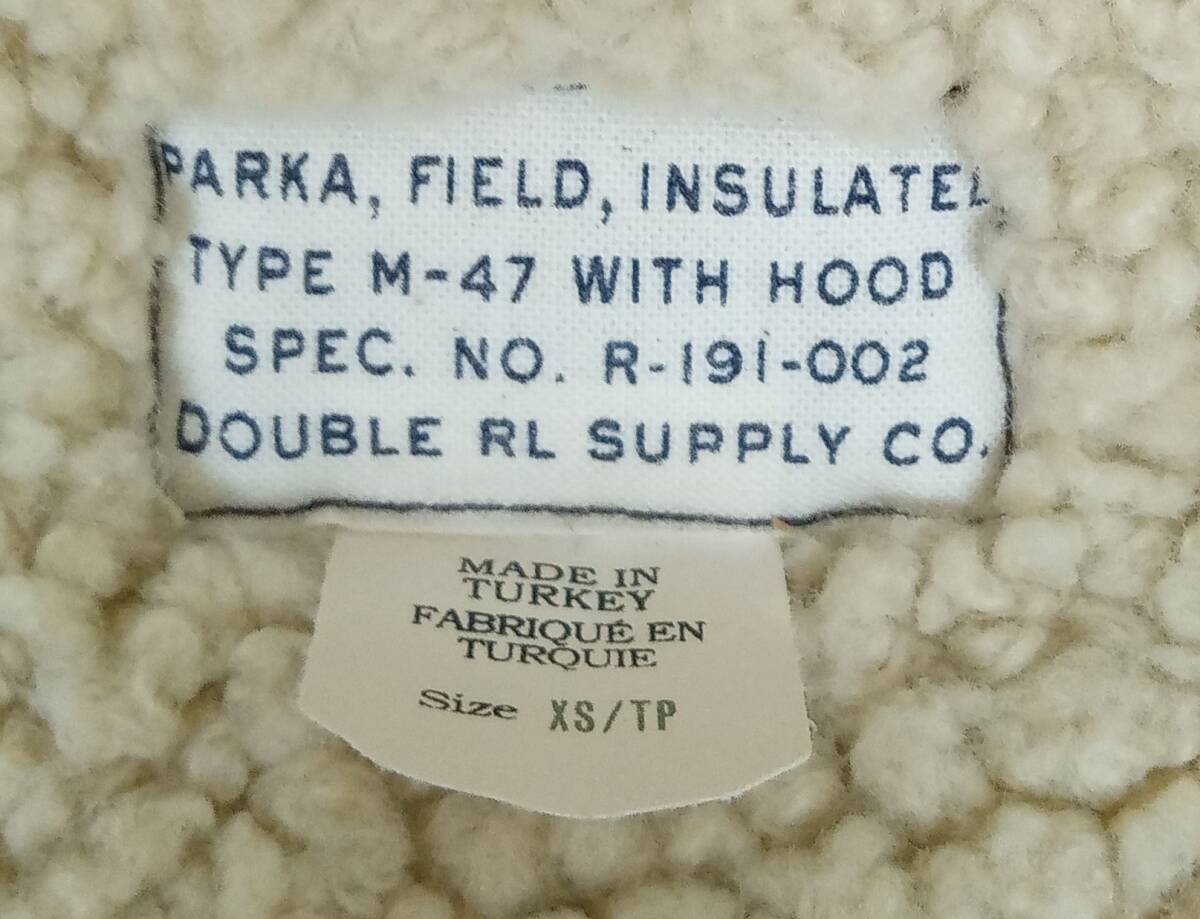 PARKA, FIELD, INSULATED
TYPE M-47 WITH HOOD
SPEC. NO. R-191-002
DOUBLE RL SUPPLY CO.
MADE IN
TURKEY
FABRIQUÉ EN
TURQUIE
Size XS/TP